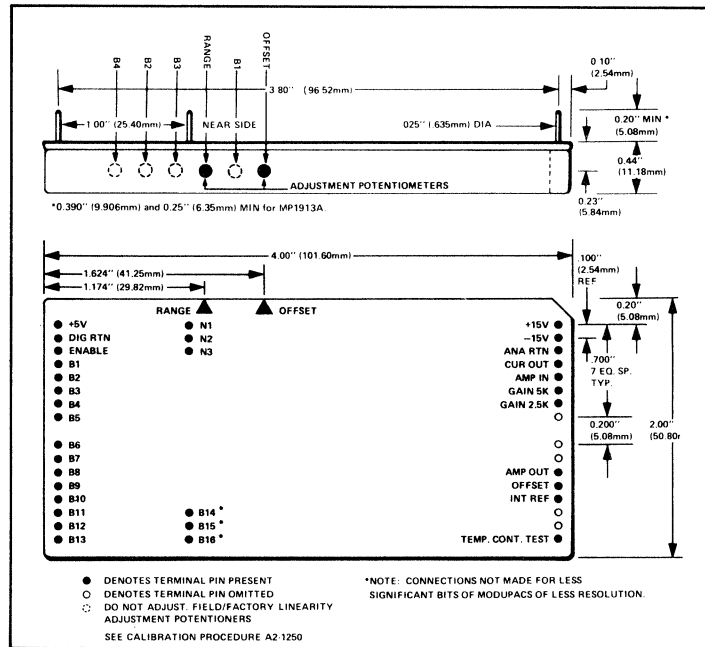 B4 B2 B3 RANGE B1 OFFSET
3.80'' (96.52mm)
0.10''
(2.54mm)
1.00'' (25.40mm)
NEAR SIDE
025'' (.635mm) DIA
0.20'' MIN *
(5.08mm)
0.44''
(11.18mm)
ADJUSTMENT POTENTIOMETERS
0.23''
(5.84mm)
*0.390'' (9.906mm) and 0.25'' (6.35mm) MIN for MP1913A.
4.00'' (101.60mm)
.100''
(2.54mm)
REF
1.624'' (41.25mm)
1.174'' (29.82mm)
0.20''
(5.08mm)
RANGE OFFSET
+5V N1 +15V
DIG RTN N2 -15V
ENABLE N3 ANA RTN
B1 CUR OUT
B2 AMP IN
B3 GAIN 5K
B4 GAIN 2.5K
B5
.700''
7 EQ. SP.
TYP.
0.200''
(5.08mm)
2.00''
(50.80m
B6
B7
B8 AMP OUT
B9 OFFSET
B10 INT REF
B11 B14*
B12 B15*
B13 B16* TEMP. CONT. TEST
DENOTES TERMINAL PIN PRESENT
DENOTES TERMINAL PIN OMITTED
DO NOT ADJUST. FIELD/FACTORY LINEARITY
ADJUSTMENT POTENTIONERS
SEE CALIBRATION PROCEDURE A2-1250
*NOTE: CONNECTIONS NOT MADE FOR LESS
SIGNIFICANT BITS OF MODUPACS OF LESS RESOLUTION.